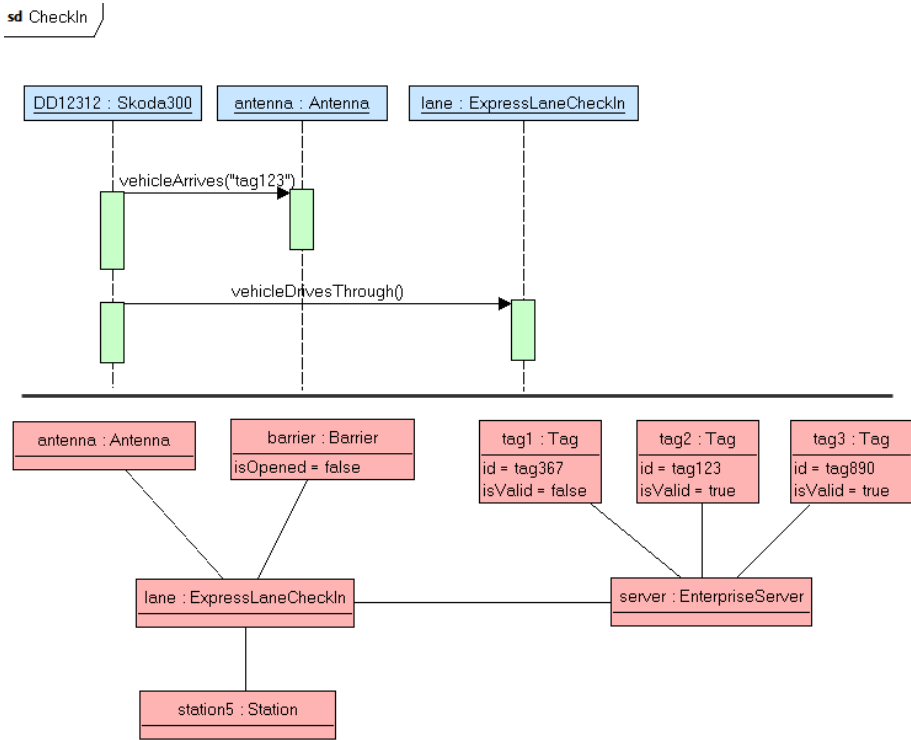 sd CheckIn
DD12312 : Skoda300
antenna : Antenna
lane : ExpressLaneCheckIn
vehicleArrives("tag123")
vehicleDrivesThrough()
antenna : Antenna
barrier : Barrier
isOpened = false
tag1 : Tag
id = tag367
isValid = false
tag2 : Tag
id = tag123
isValid = true
tag3 : Tag
id = tag890
isValid = true
lane : ExpressLaneCheckIn
server : EnterpriseServer
station5 : Station